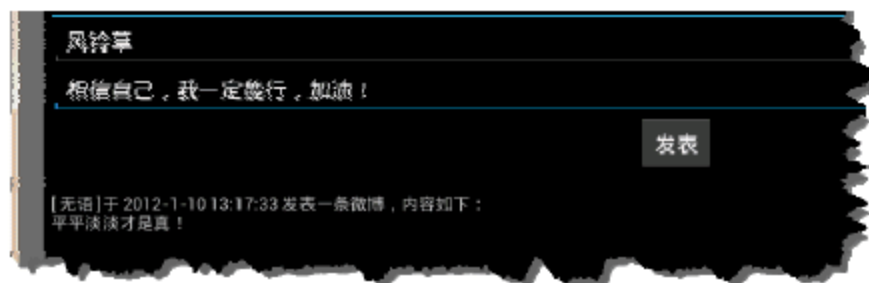 风铃草
相信自己，我一定能行，加油！
发表
[无语]于 2012-1-10 13:17:33 发表一条微博，内容如下：
平平淡淡才是真！